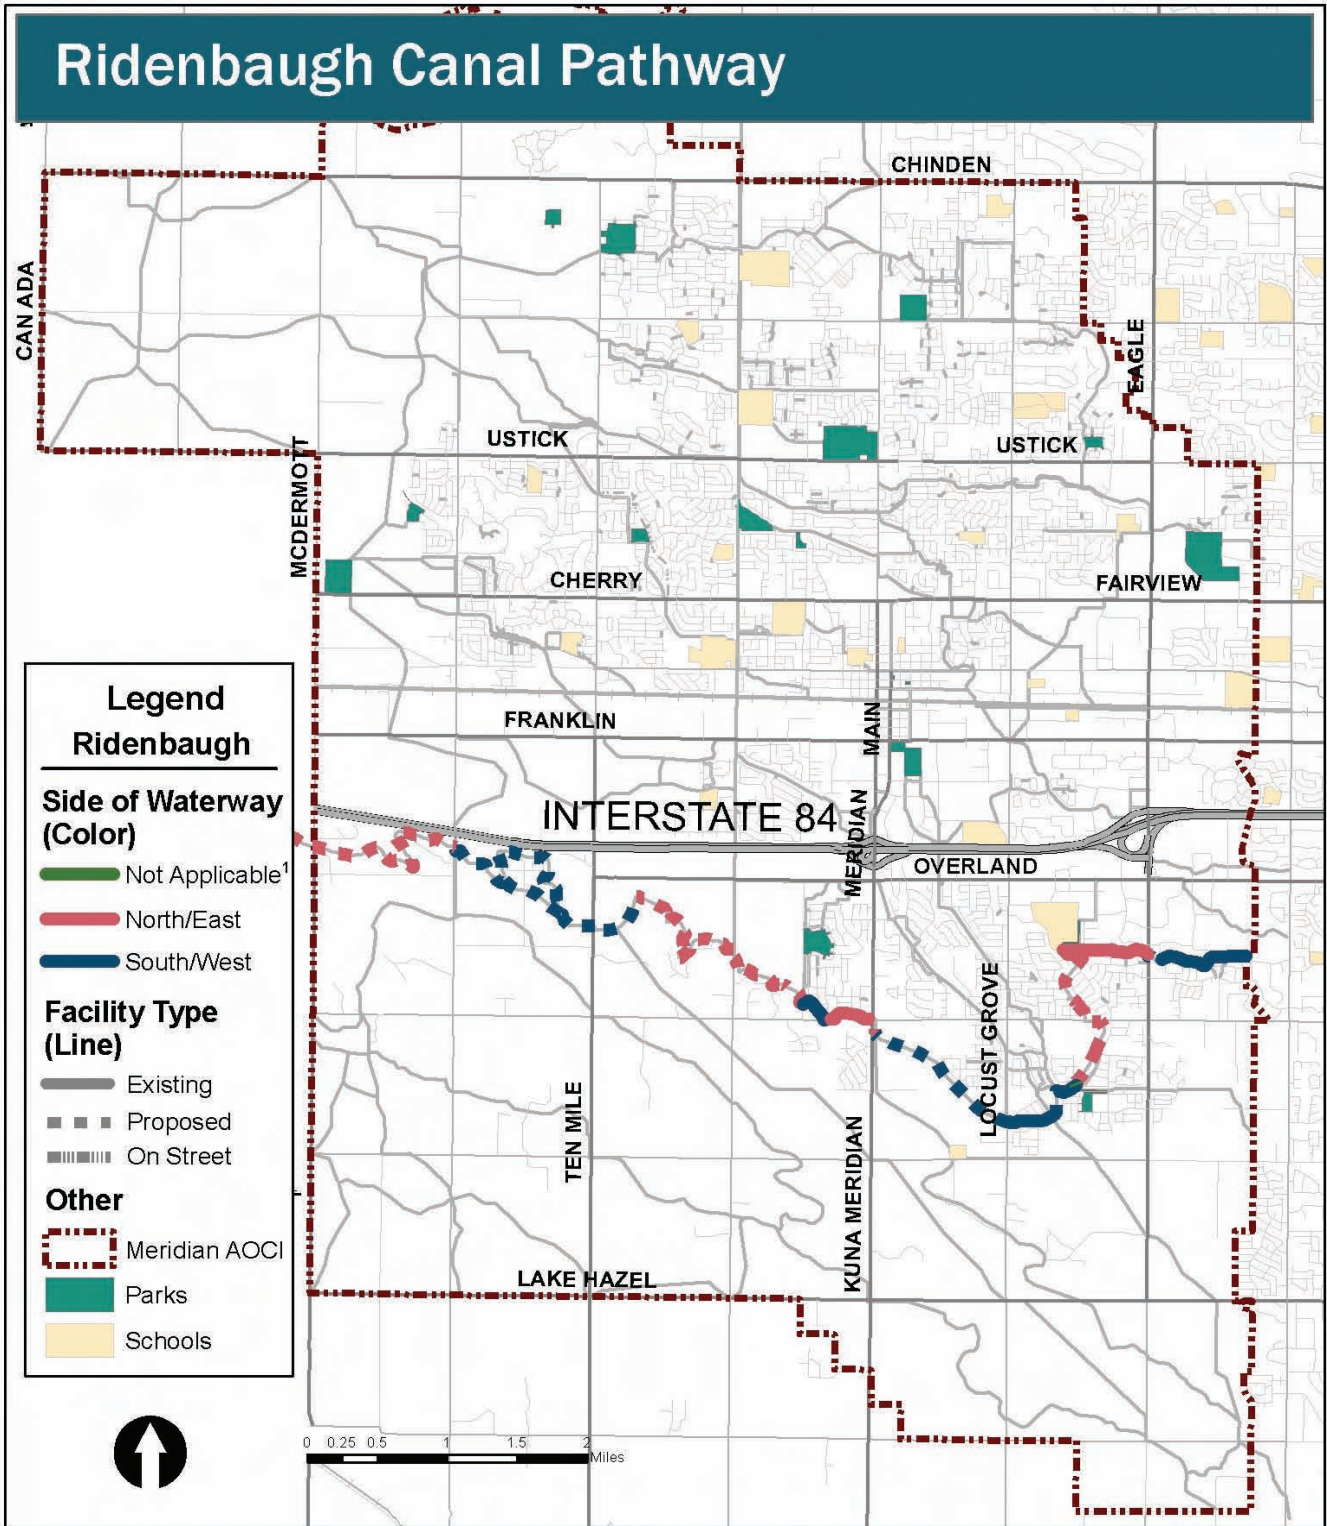 Ridenbaugh Canal Pathway
CHINDEN
CAN ADA
EAGLE
USTICK
USTICK
MCDERMOTT
CHERRY
FAIRVIEW
FRANKLIN
MAIN
INTERSTATE 84
MERIDIAN
OVERLAND
LOCUST GROVE
TEN MILE
KUNA MERIDIAN
LAKE HAZEL
Legend
Ridenbaugh
Side of Waterway
(Color)
Not Applicable¹
North/East
South/West
Facility Type
(Line)
Existing
Proposed
On Street
Other
Meridian AOCI
Parks
Schools
0 0.25 0.5 1 1.5 2
Miles